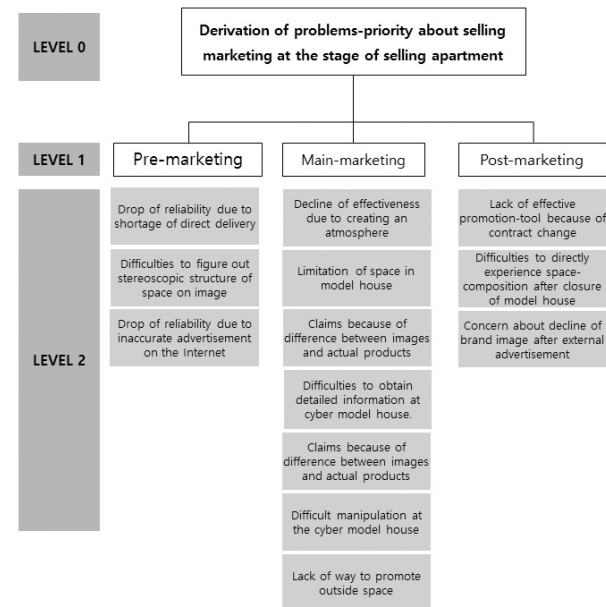 LEVEL 0
Derivation of problems-priority about selling
marketing at the stage of selling apartment
LEVEL 1
Pre-marketing
Main-marketing
Post-marketing
LEVEL 2
Drop of reliability due to
shortage of direct delivery
Difficulties to figure out
stereoscopic structure of
space on image
Drop of reliability due to
inaccurate advertisement
on the Internet
Decline of effectiveness
due to creating an
atmosphere
Limitation of space in
model house
Claims because of
difference between images
and actual products
Difficulties to obtain
detailed information at
cyber model house.
Claims because of
difference between images
and actual products
Difficult manipulation at
the cyber model house
Lack of way to promote
outside space
Lack of effective
promotion-tool because of
contract change
Difficulties to directly
experience space-
composition after closure
of model house
Concern about decline of
brand image after external
advertisement